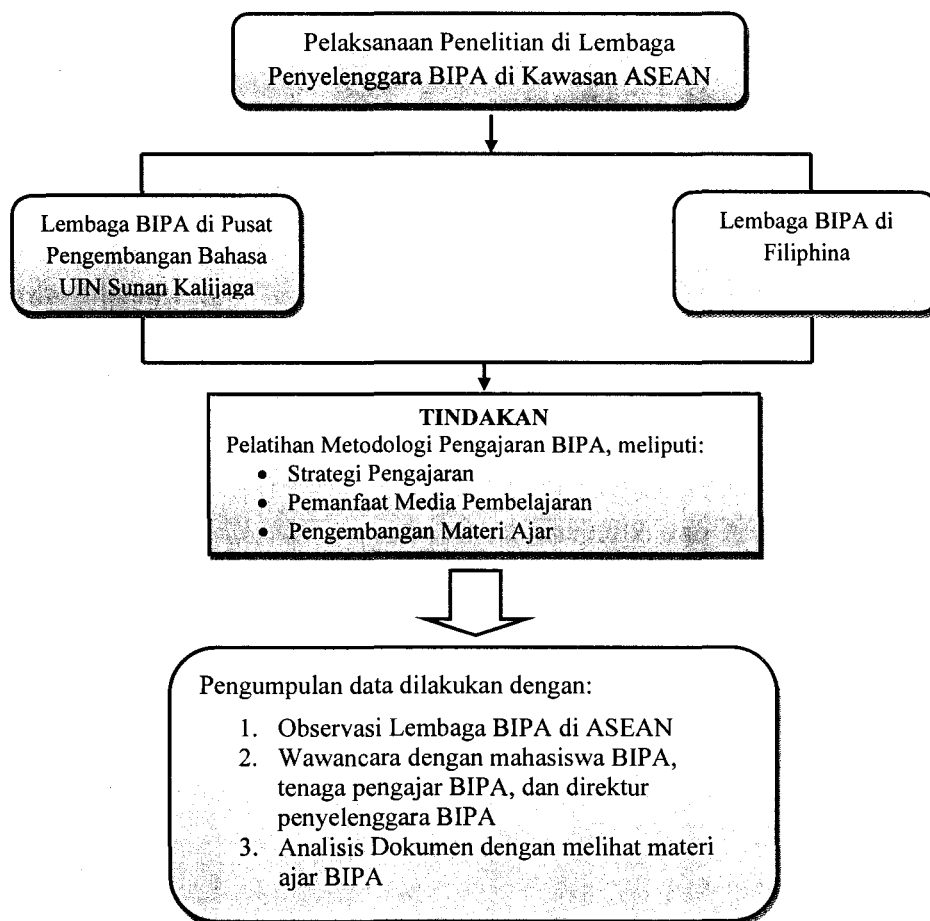 Pelaksanaan Penelitian di Lembaga
Penyelenggara BIPA di Kawasan ASEAN
Lembaga BIPA di Pusat
Pengembangan Bahasa
UIN Sunan Kalijaga
Lembaga BIPA di
Filiphina
TINDAKAN
Pelatihan Metodologi Pengajaran BIPA, meliputi:
• Strategi Pengajaran
• Pemanfaat Media Pembelajaran
• Pengembangan Materi Ajar
Pengumpulan data dilakukan dengan:
1. Observasi Lembaga BIPA di ASEAN
2. Wawancara dengan mahasiswa BIPA,
tenaga pengajar BIPA, dan direktur
penyelenggara BIPA
3. Analisis Dokumen dengan melihat materi
ajar BIPA